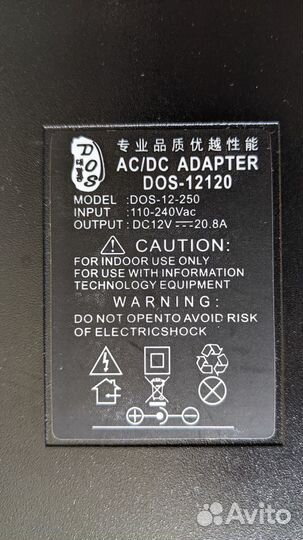 DOS
专业品质优越性能
AC/DC ADAPTER
DOS-12120
MODEL :DOS-12-250
INPUT :110-240Vac
OUTPUT :DC12V⎓20.8A
CAUTION:
FOR INDOOR USE ONLY
FOR USE WITH INFORMATION
TECHNOLOGY EQUIPMENT
WARNING:
DO NOT OPENTO AVOID RISK
OF ELECTRICSHOCK
Avito